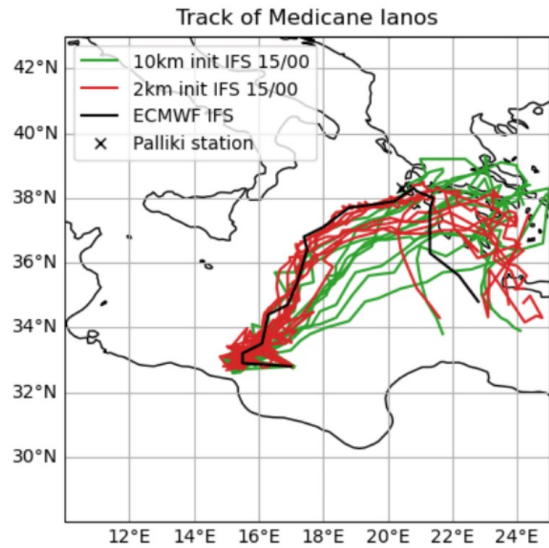 Track of Medicane Ianos
10km init IFS 15/00
2km init IFS 15/00
ECMWF IFS
Palliki station
42°N
40°N
38°N
36°N
34°N
32°N
30°N
12°E 14°E 16°E 18°E 20°E 22°E 24°E